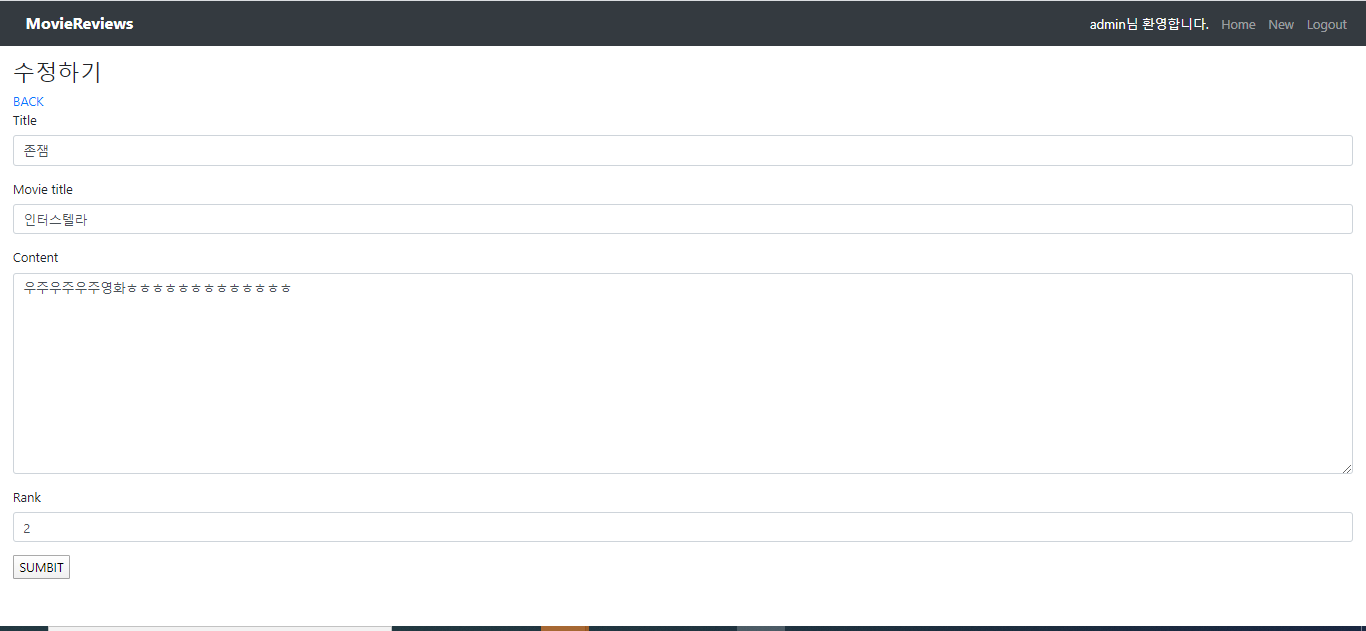 MovieReviews admin님 환영합니다. Home New Logout
수정하기
BACK
Title
존잼
Movie title
인터스텔라
Content
우주우주우주영화ㅎㅎㅎㅎㅎㅎㅎㅎㅎㅎㅎㅎㅎ
Rank
2
SUMBIT